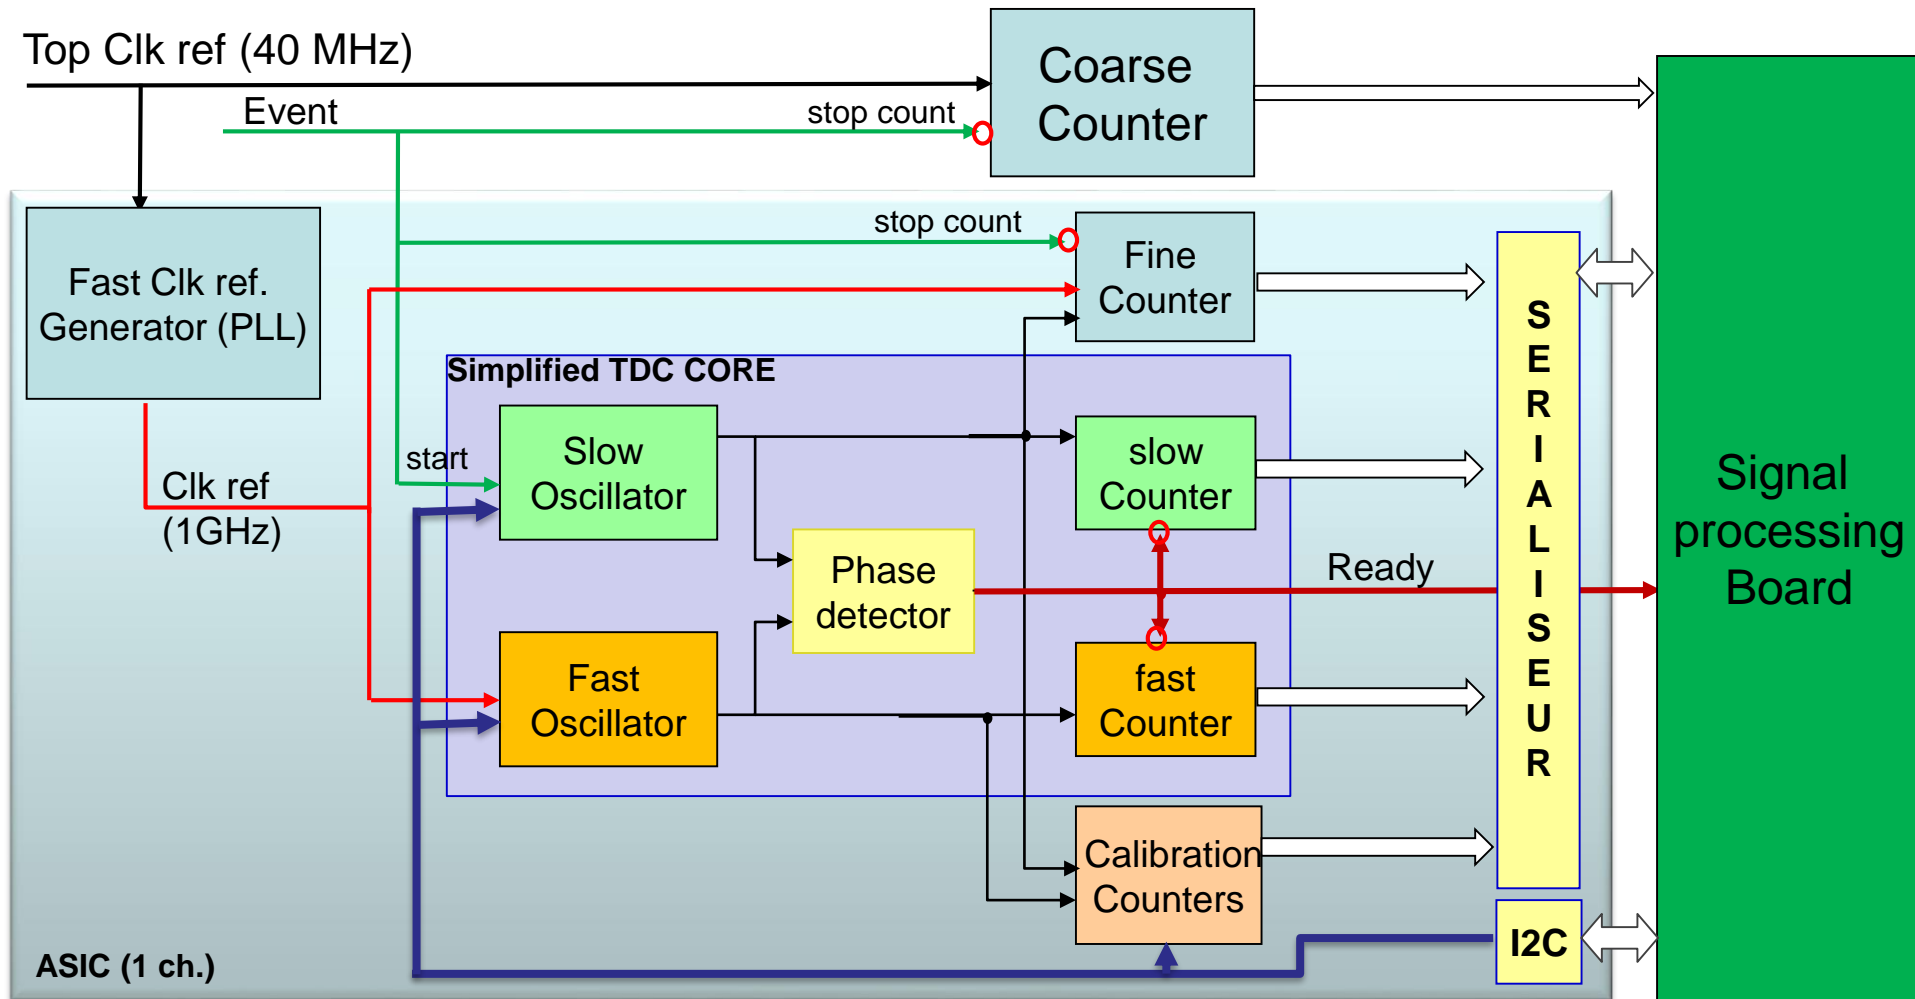 Top Clk ref (40 MHz)
Event
stop count
Coarse
Counter
stop count
Fast Clk ref.
Generator (PLL)
Fine
Counter
Simplified TDC CORE
start
Slow
Oscillator
slow
Counter
Clk ref
(1GHz)
Phase
detector
Ready
Fast
Oscillator
fast
Counter
Calibration
Counters
S
E
R
I
A
L
I
S
E
U
R
I2C
Signal
processing
Board
ASIC (1 ch.)